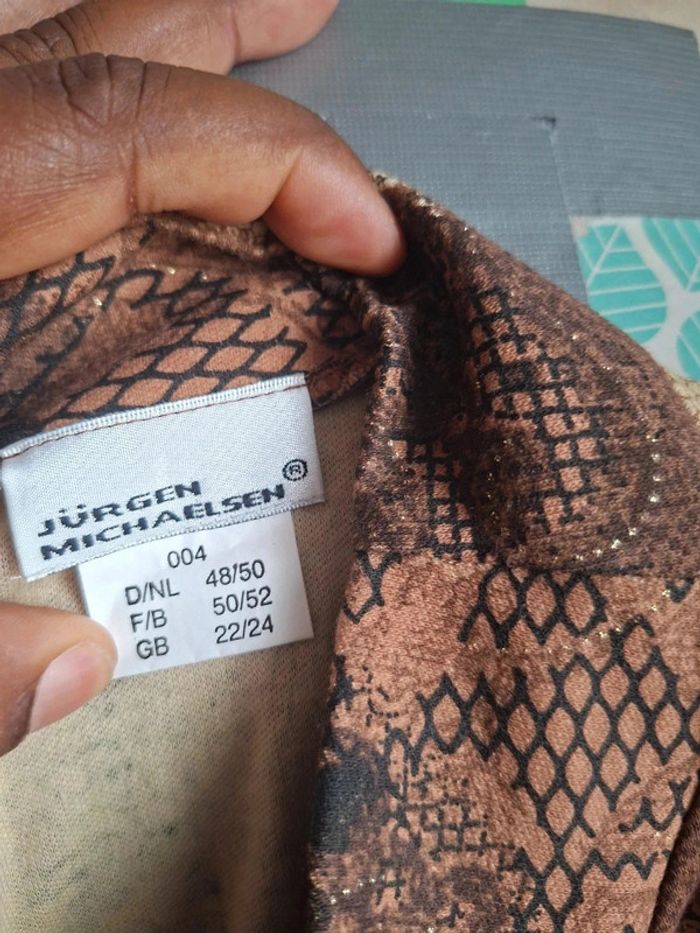 JÜRGEN ®
MICHAELSEN
004
D/NL 48/50
F/B 50/52
GB 22/24